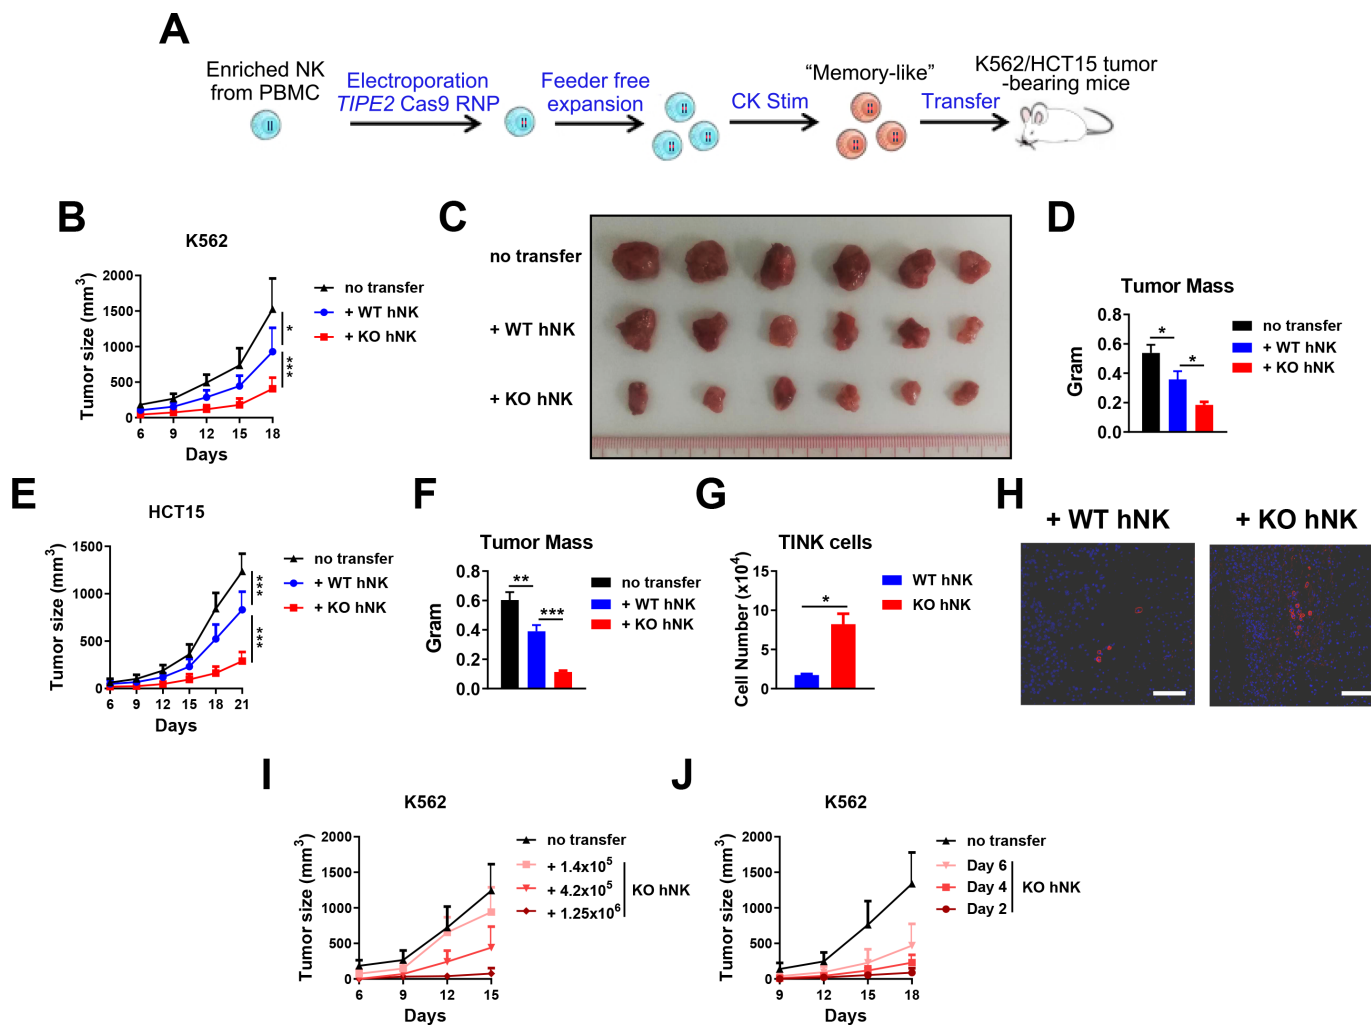 A
Enriched NK
from PBMC
Electroporation
TIPE2 Cas9 RNP
Feeder free
expansion
CK Stim
“Memory-like”
Transfer
K562/HCT15 tumor
-bearing mice
B
K562
Tumor size (mm³)
2000
1500
1000
500
0
6 9 12 15 18
Days
no transfer
+ WT hNK
+ KO hNK
*
***
C
no transfer
+ WT hNK
+ KO hNK
D
Tumor Mass
Gram
0.8
0.6
0.4
0.2
0.0
* *
no transfer
+ WT hNK
+ KO hNK
E
HCT15
Tumor size (mm³)
1500
1000
500
0
6 9 12 15 18 21
Days
no transfer
+ WT hNK
+ KO hNK
***
***
F
Tumor Mass
Gram
0.8
0.6
0.4
0.2
0.0
** ***
no transfer
+ WT hNK
+ KO hNK
G
TINK cells
Cell Number (x10⁴)
15
10
5
0
*
WT hNK
KO hNK
H
+ WT hNK
+ KO hNK
I
K562
Tumor size (mm³)
2000
1500
1000
500
0
6 9 12 15
Days
no transfer
+ 1.4x10⁵
+ 4.2x10⁵
+ 1.25x10⁶
KO hNK
J
K562
Tumor size (mm³)
2000
1500
1000
500
0
9 12 15 18
Days
no transfer
Day 6
Day 4
Day 2
KO hNK